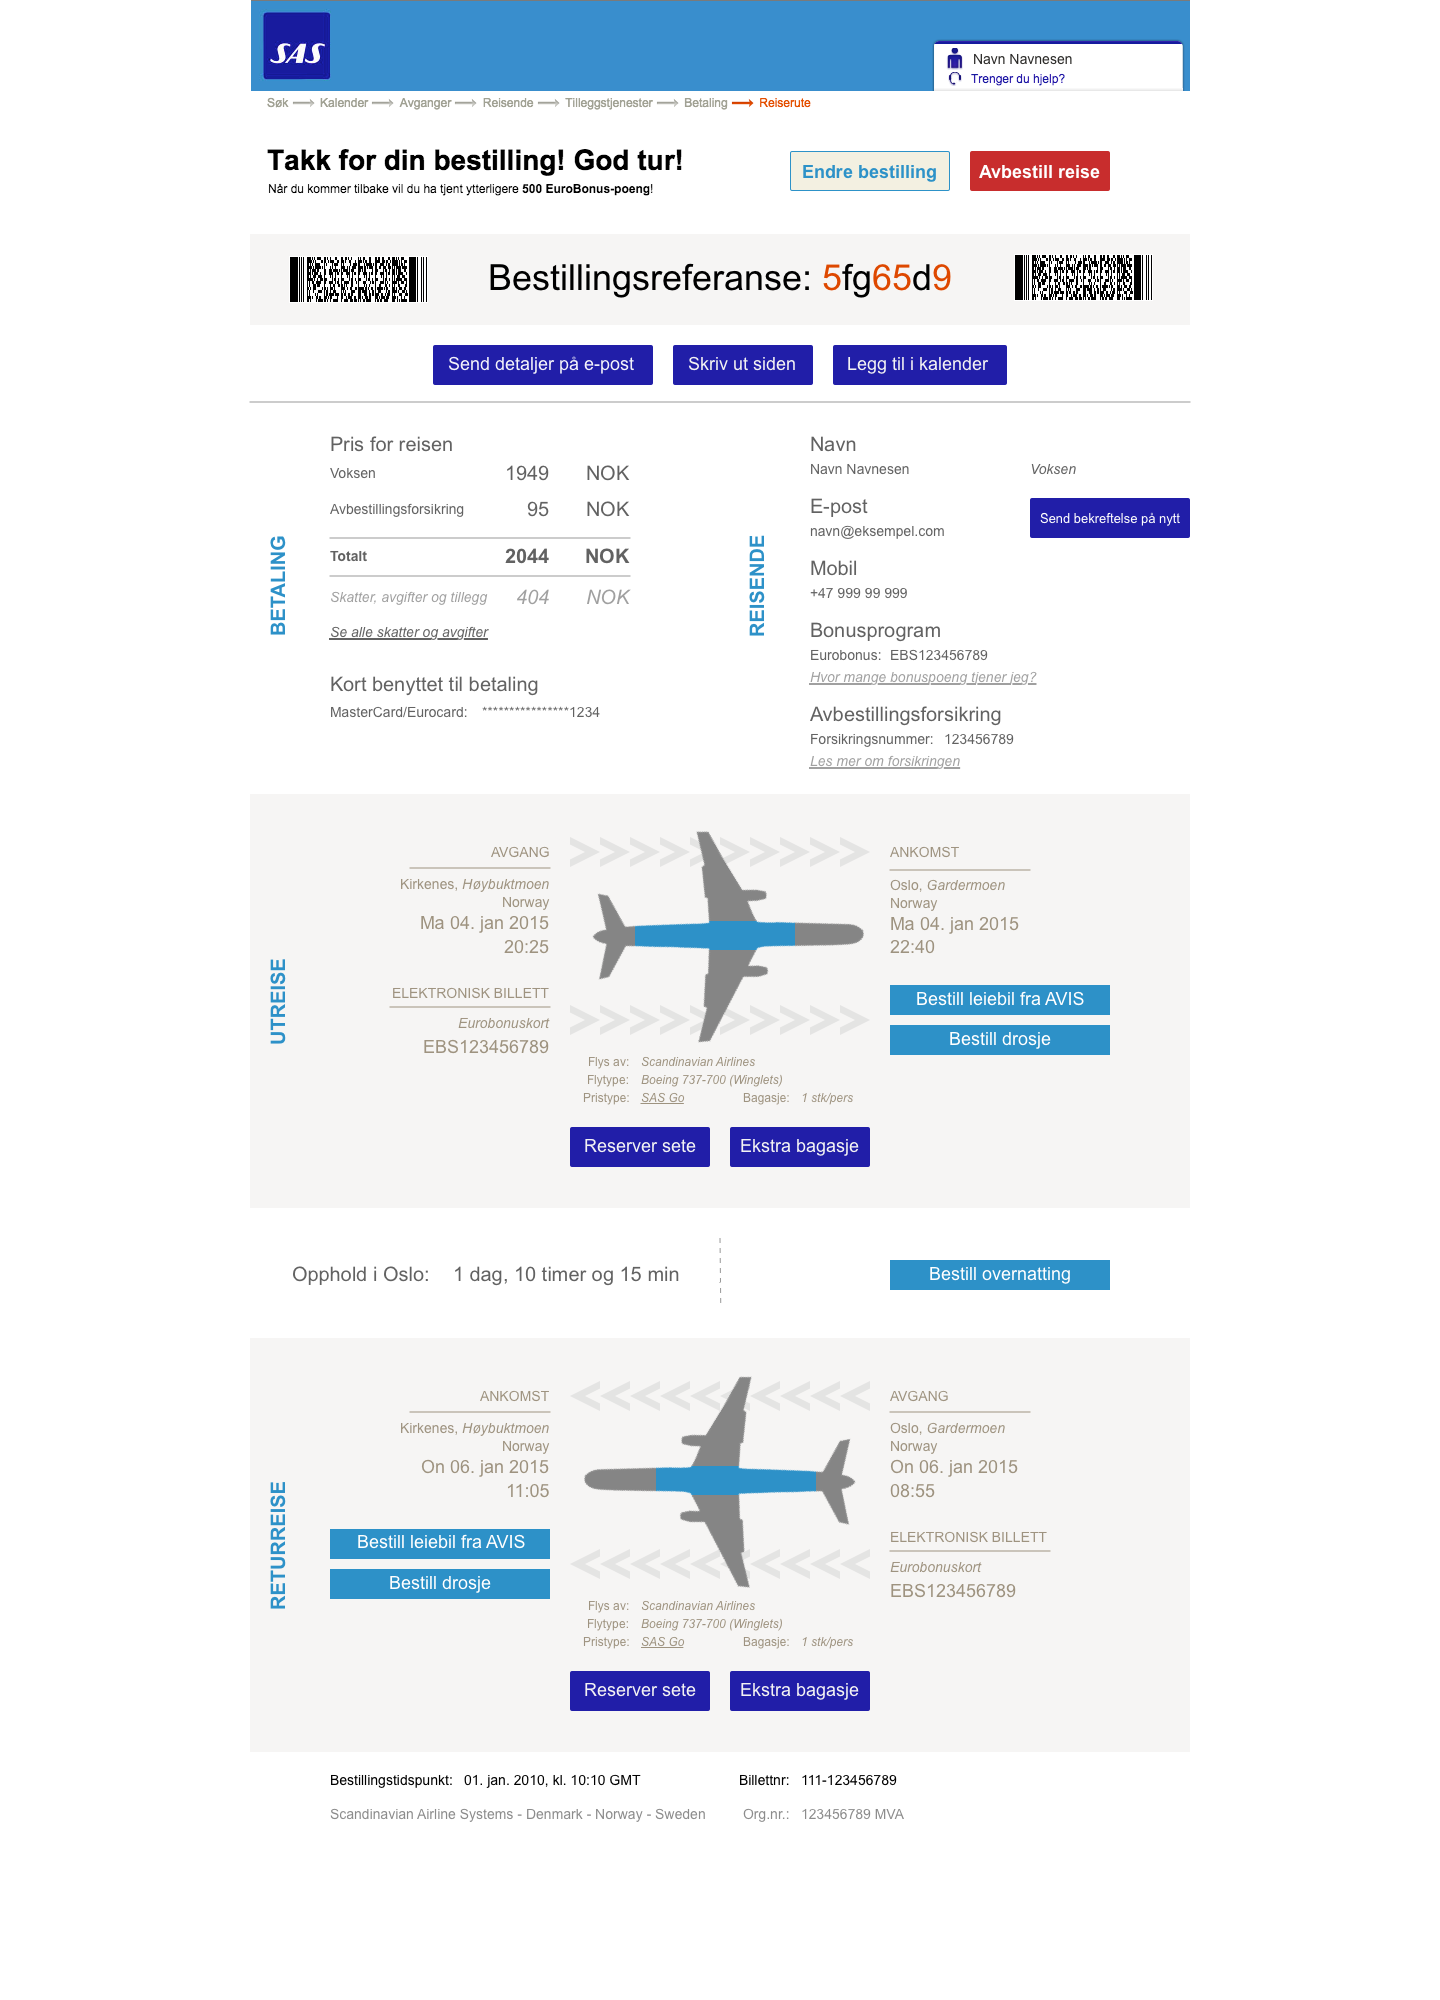 SAS
Navn Navnesen
Trenger du hjelp?
Søk Kalender Avganger Reisende Tilleggstjenester Betaling Reiserute
Takk for din bestilling! God tur!
Når du kommer tilbake vil du ha tjent ytterligere 500 EuroBonus-poeng!
Endre bestilling
Avbestill reise
Bestillingsreferanse: 5fg65d9
Send detaljer på e-post
Skriv ut siden
Legg til i kalender
BETALING
Pris for reisen
Voksen 1949 NOK
Avbestillingsforsikring 95 NOK
Totalt 2044 NOK
Skatter, avgifter og tillegg 404 NOK
Se alle skatter og avgifter
Kort benyttet til betaling
MasterCard/Eurocard: ****************1234
REISENDE
Navn
Navn Navnesen Voksen
E-post
navn@eksempel.com
Send bekreftelse på nytt
Mobil
+47 999 99 999
Bonusprogram
Eurobonus: EBS123456789
Hvor mange bonuspoeng tjener jeg?
Avbestillingsforsikring
Forsikringsnummer: 123456789
Les mer om forsikringen
UTREISE
AVGANG
Kirkenes, Høybuktmoen
Norway
Ma 04. jan 2015
20:25
ELEKTRONISK BILLETT
Eurobonuskort
EBS123456789
Flys av: Scandinavian Airlines
Flytype: Boeing 737-700 (Winglets)
Pristype: SAS Go Bagasje: 1 stk/pers
Reserver sete
Ekstra bagasje
ANKOMST
Oslo, Gardermoen
Norway
Ma 04. jan 2015
22:40
Bestill leiebil fra AVIS
Bestill drosje
Opphold i Oslo: 1 dag, 10 timer og 15 min
Bestill overnatting
RETURREISE
ANKOMST
Kirkenes, Høybuktmoen
Norway
On 06. jan 2015
11:05
Bestill leiebil fra AVIS
Bestill drosje
Flys av: Scandinavian Airlines
Flytype: Boeing 737-700 (Winglets)
Pristype: SAS Go Bagasje: 1 stk/pers
Reserver sete
Ekstra bagasje
AVGANG
Oslo, Gardermoen
Norway
On 06. jan 2015
08:55
ELEKTRONISK BILLETT
Eurobonuskort
EBS123456789
Bestillingstidspunkt: 01. jan. 2010, kl. 10:10 GMT Billettnr: 111-123456789
Scandinavian Airline Systems - Denmark - Norway - Sweden Org.nr.: 123456789 MVA